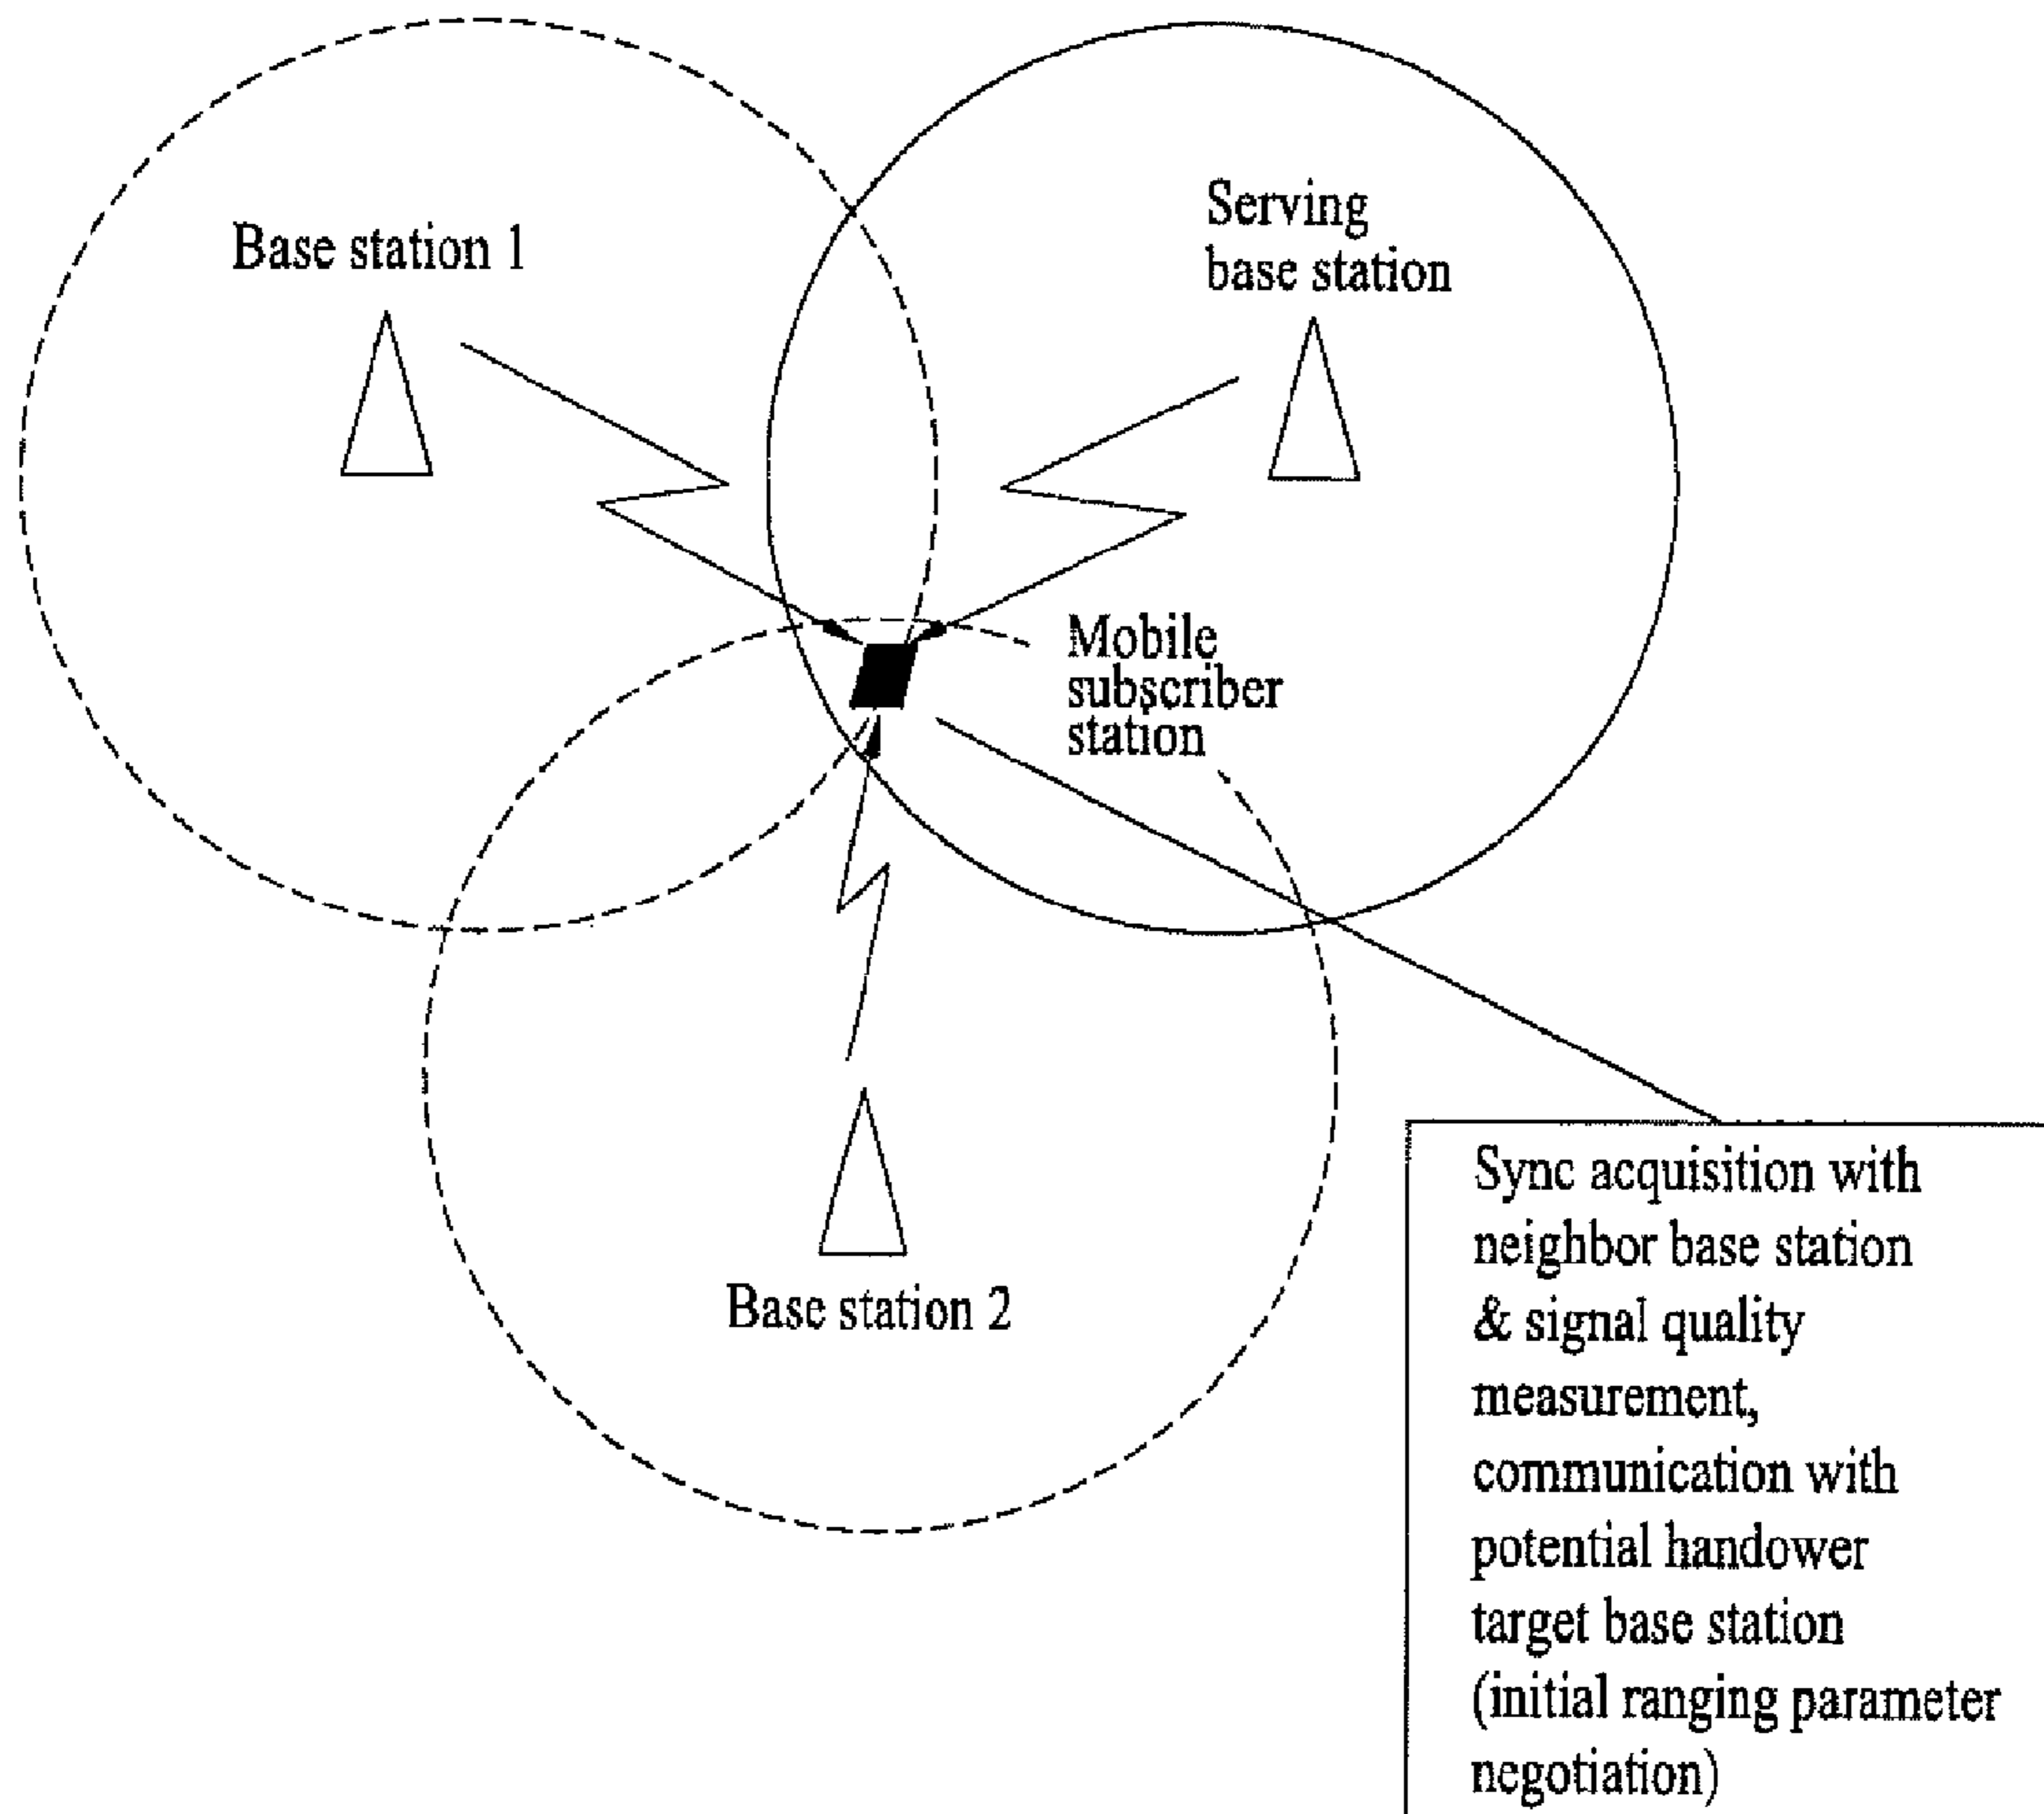 Base station 1
Serving
base station
Mobile
subscriber
station
Base station 2
Sync acquisition with
neighbor base station
& signal quality
measurement,
communication with
potential handower
target base station
(initial ranging parameter
negotiation)